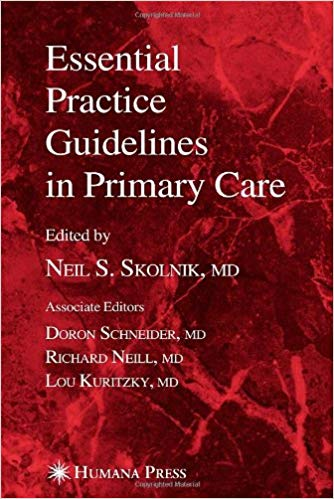 Essential
Practice
Guidelines
in Primary Care
Edited by
NEIL S. SKOLNIK, MD
Associate Editors
DORON SCHNEIDER, MD
RICHARD NEILL, MD
LOU KURITZKY, MD
HUMANA PRESS